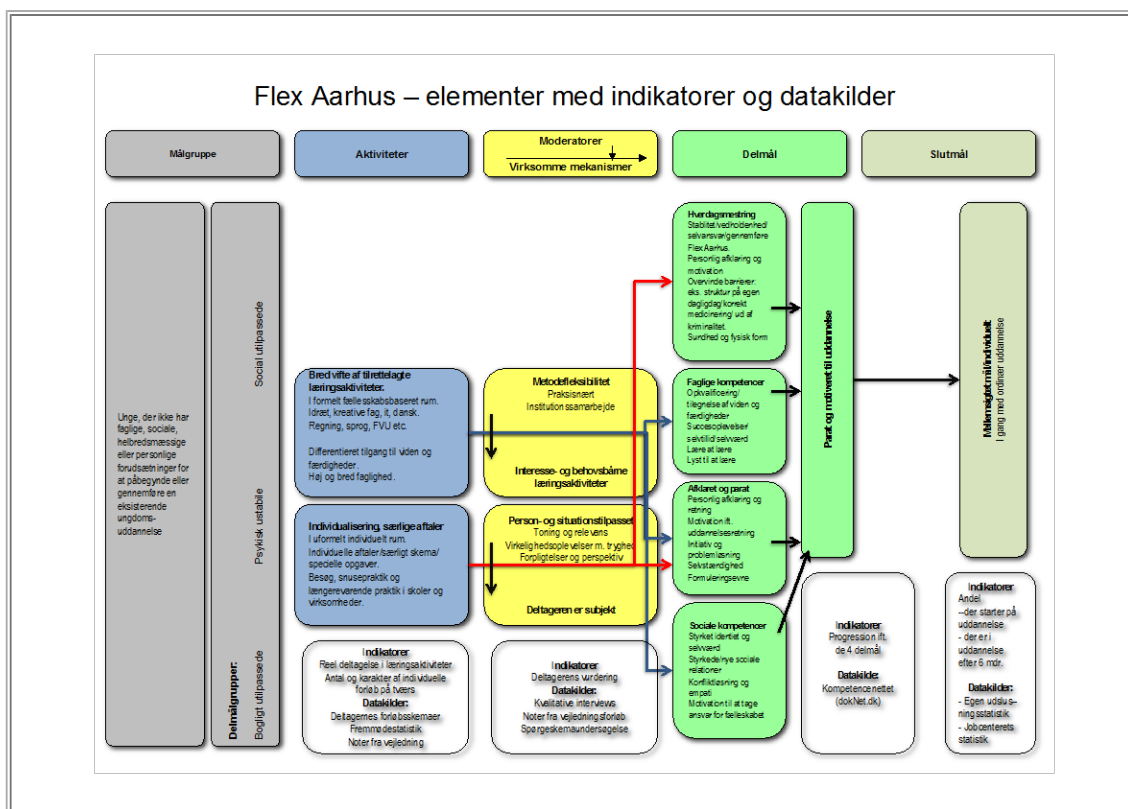 Flex Aarhus – elementer med indikatorer og datakilder
Målgruppe
Aktiviteter
Moderatorer
Virksomme mekanismer
Delmål
Slutmål
Unge, der ikke har
faglige, sociale,
helbredsmæssige
eller personlige
forudsætninger for
at påbegynde eller
gennemføre en
eksisterende
ungdoms-
uddannelse
Delmålgrupper:
Bogligt utilpassede
Psykisk ustabile
Social utilpassede
Bred vifte af tilrettelagte
læringsaktiviteter.
I formelt fællesskabsbaseret rum.
Idræt, kreative fag, it, dansk.
Regning, sprog, FVU etc.
Differentieret tilgang til viden og
færdigheder.
Høj og bred faglighed.
Individualisering, særlige aftaler
I uformelt individuelt rum.
Individuelle aftaler/særligt skema/
specielle opgaver.
Besøg, snusepraktik og
længerevarende praktik i skoler og
virksomheder.
Indikatorer
Reel deltagelse i læringsaktiviteter
Antal og karakter af individuelle
forløb på tværs
Datakilder:
Deltagernes forløbsskemaer
Fremmødestatistik
Noter fra vejledning
Metodefleksibilitet
Praksisnært
Institutionssamarbejde
Interesse- og behovsbårne
læringsaktiviteter
Person- og situationstilpasset
Toning og relevans
Virkelighedsoplevelser m. tryghed
Forpligtelser og perspektiv
Deltageren er subjekt
Indikatorer
Deltagerens vurdering
Datakilder:
Kvalitative interviews
Noter fra vejledningsforløb
Spørgeskemaundersøgelse
Hverdagsmestring
Stablitet/vedholdenhed/
selvansvar/gennemføre
Flex Aarhus.
Personlig afklaring og
motivation
Overvinde barrierer:
eks. struktur på egen
dagligdag/korrekt
medicinering/ ud af
kriminalitet.
Sundhed og fysisk form
Faglige kompetencer
Opkvalificering/
tilegnelse af viden og
færdigheder
Succesoplevelser/
selvtillid/selvværd
Lære at lære
Lyst til at lære
Afklaret og parat
Personlig afklaring og
retning
Motivation ift.
uddannelsesretning
Initiativ og
problemløsning
Selvstændighed
Formuleringsevne
Sociale kompetencer
Styrket identiet og
selvværd
Styrkede/nye sociale
relationer
Konfliktløsning og
empati
Motivation til at tage
ansvar for fælleskabet
Parat og motiveret til uddannelse
Indikatorer
Progression ift.
de 4 delmål
Datakilde:
Kompetencenettet
(dokNet.dk)
Mellemsigtet mål/individuelt:
I gang med ordinær uddannelse
Indikatorer:
Andel
--der starter på
uddannelse
- der er i
uddannelse
efter 6 mdr.
Datakilder:
- Egen udslus–
ningsstatistik
- Jobcenterets
statistik